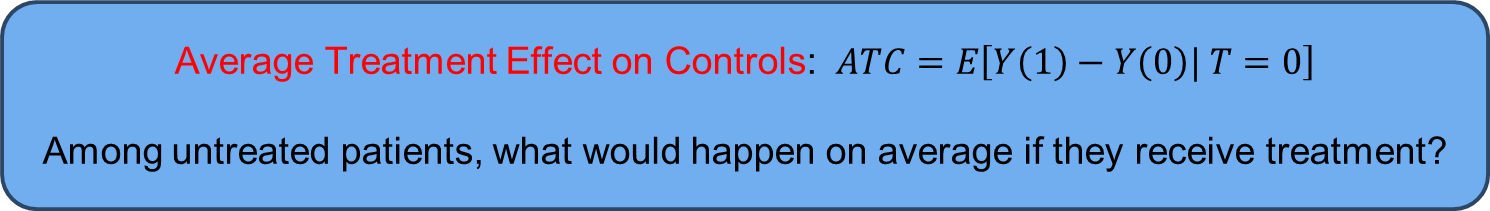 Average Treatment Effect on Controls: ATC = E[Y(1) − Y(0)| T = 0]
Among untreated patients, what would happen on average if they receive treatment?